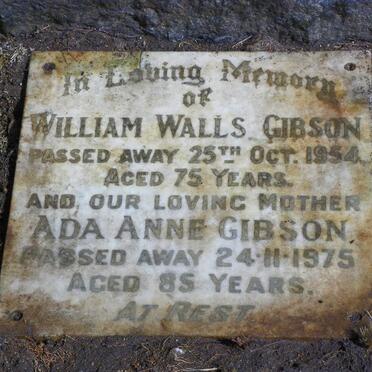 In Loving Memory
of
William Walls Gibson
Passed away 25th Oct. 1954.
Aged 75 Years.
And our loving Mother
Ada Anne Gibson
Passed away 24-11-1975
Aged 85 Years.
At Rest